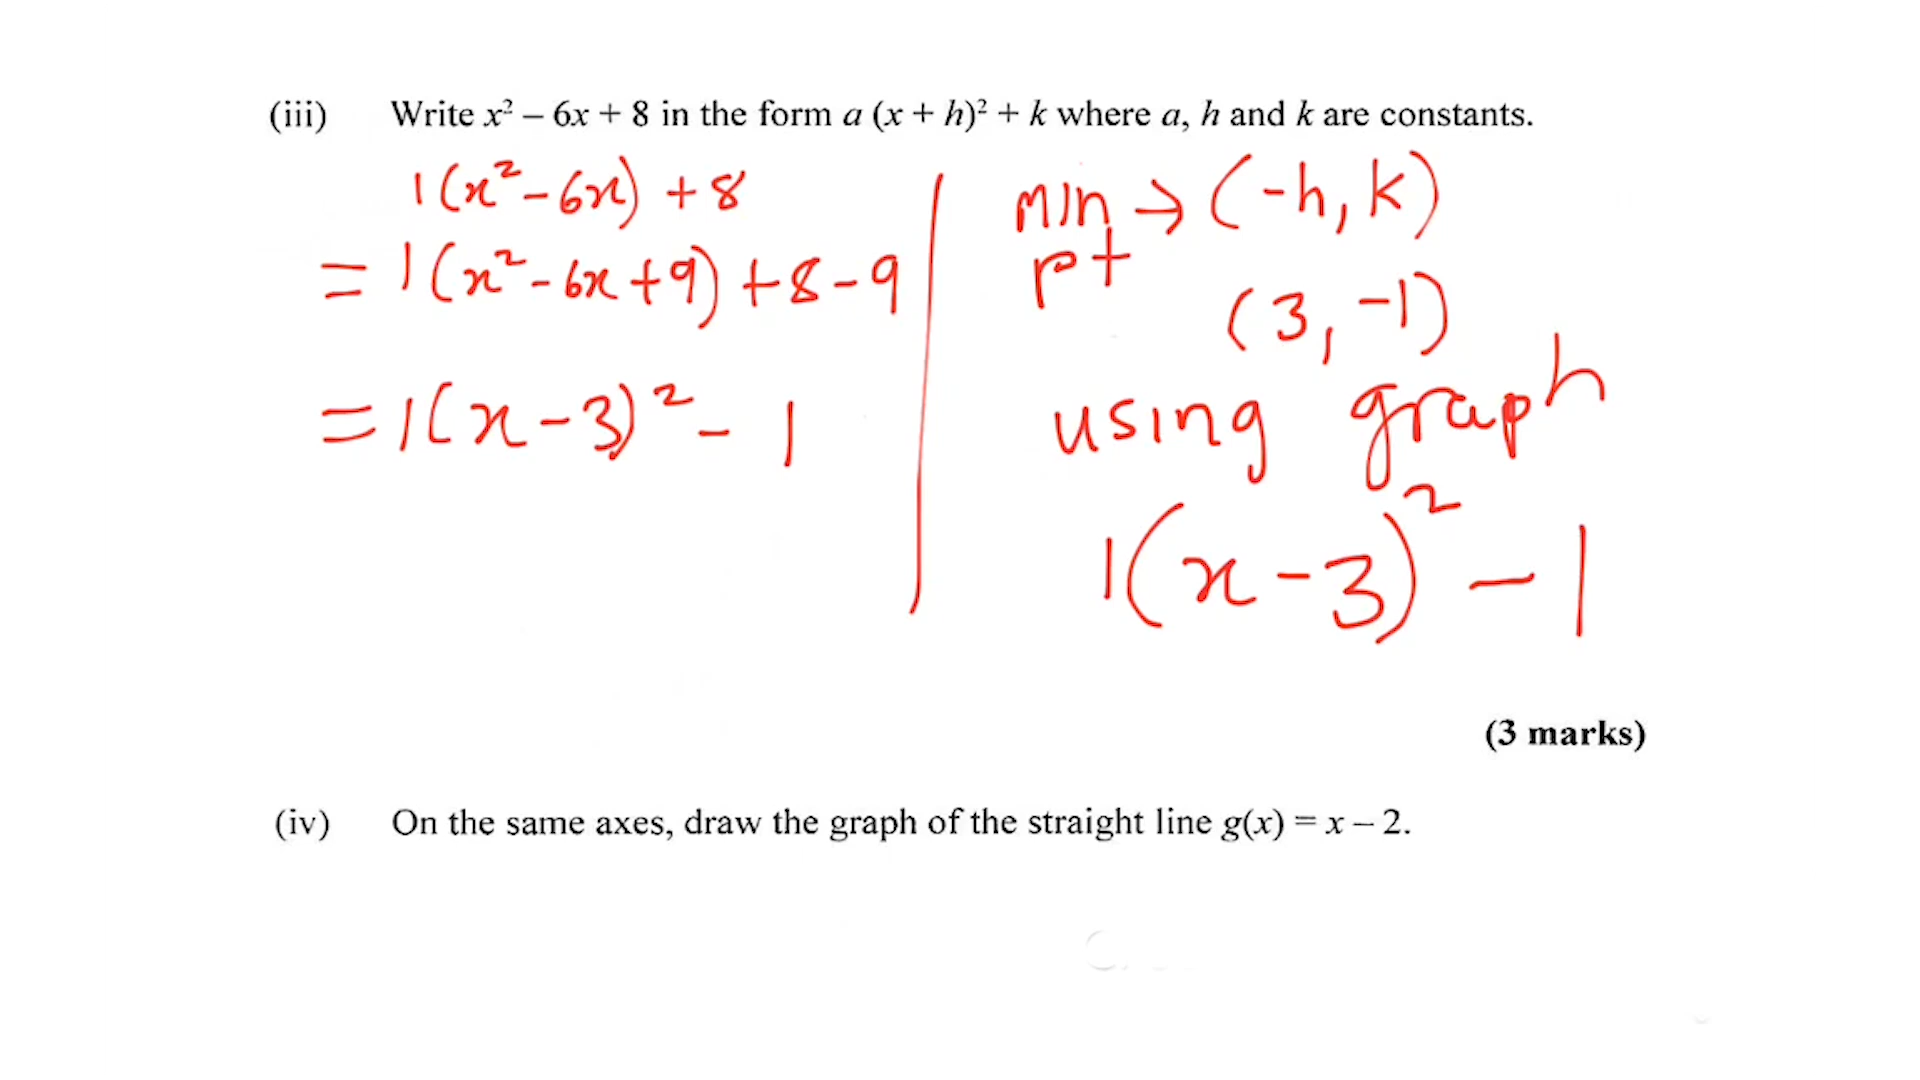 (iii) Write x² – 6x + 8 in the form a (x + h)² + k where a, h and k are constants.
1(x²-6x) +8
= 1(x²-6x+9) +8-9
= 1(x-3)² - 1
min pt → (-h, k)
(3, -1)
using graph
1(x-3)² - 1
(3 marks)
(iv) On the same axes, draw the graph of the straight line g(x) = x – 2.